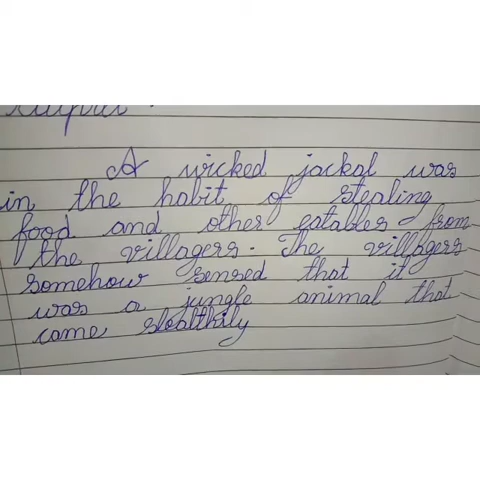 A wicked jackal was
in the habit of stealing
food and other eatables from
the villagers. The villagers
somehow sensed that it
was a jungle animal that
came